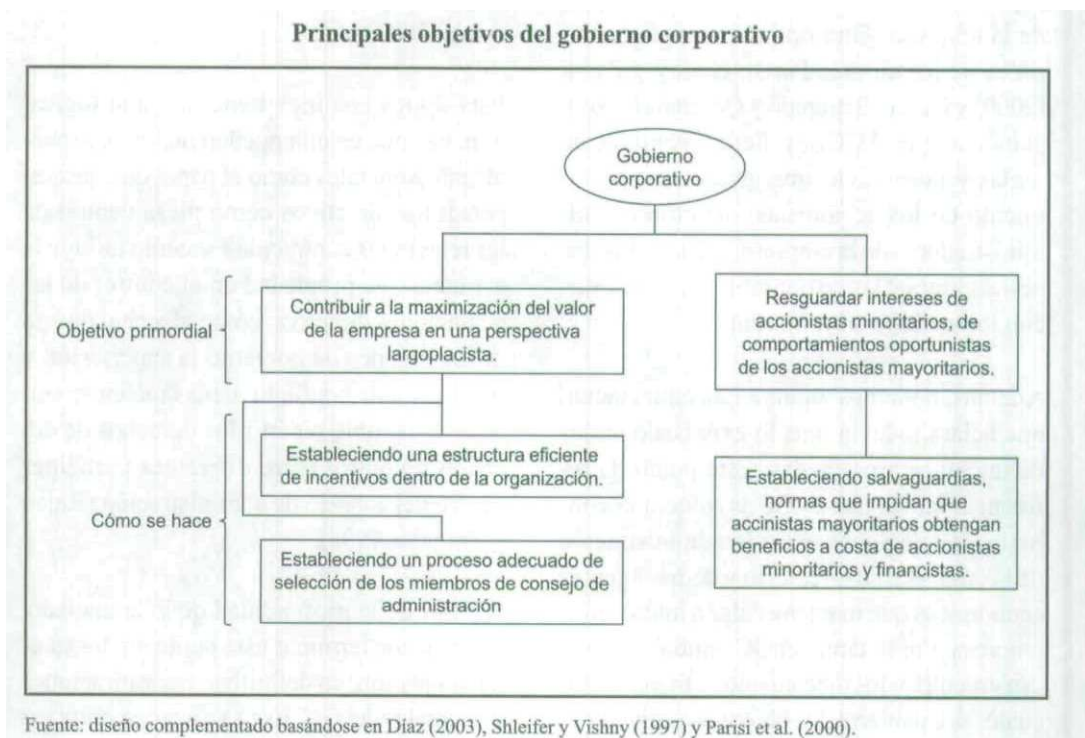 Principales objetivos del gobierno corporativo
Gobierno
corporativo
Objetivo primordial
Contribuir a la maximización del valor
de la empresa en una perspectiva
largoplacista.
Resguardar intereses de
accionistas minoritarios, de
comportamientos oportunistas
de los accionistas mayoritarios.
Cómo se hace
Estableciendo una estructura eficiente
de incentivos dentro de la organización.
Estableciendo un proceso adecuado de
selección de los miembros de consejo de
administración
Estableciendo salvaguardias,
normas que impidan que
accinistas mayoritarios obtengan
beneficios a costa de accionistas
minoritarios y financistas.
Fuente: diseño complementado basándose en Díaz (2003), Shleifer y Vishny (1997) y Parisi et al. (2000).